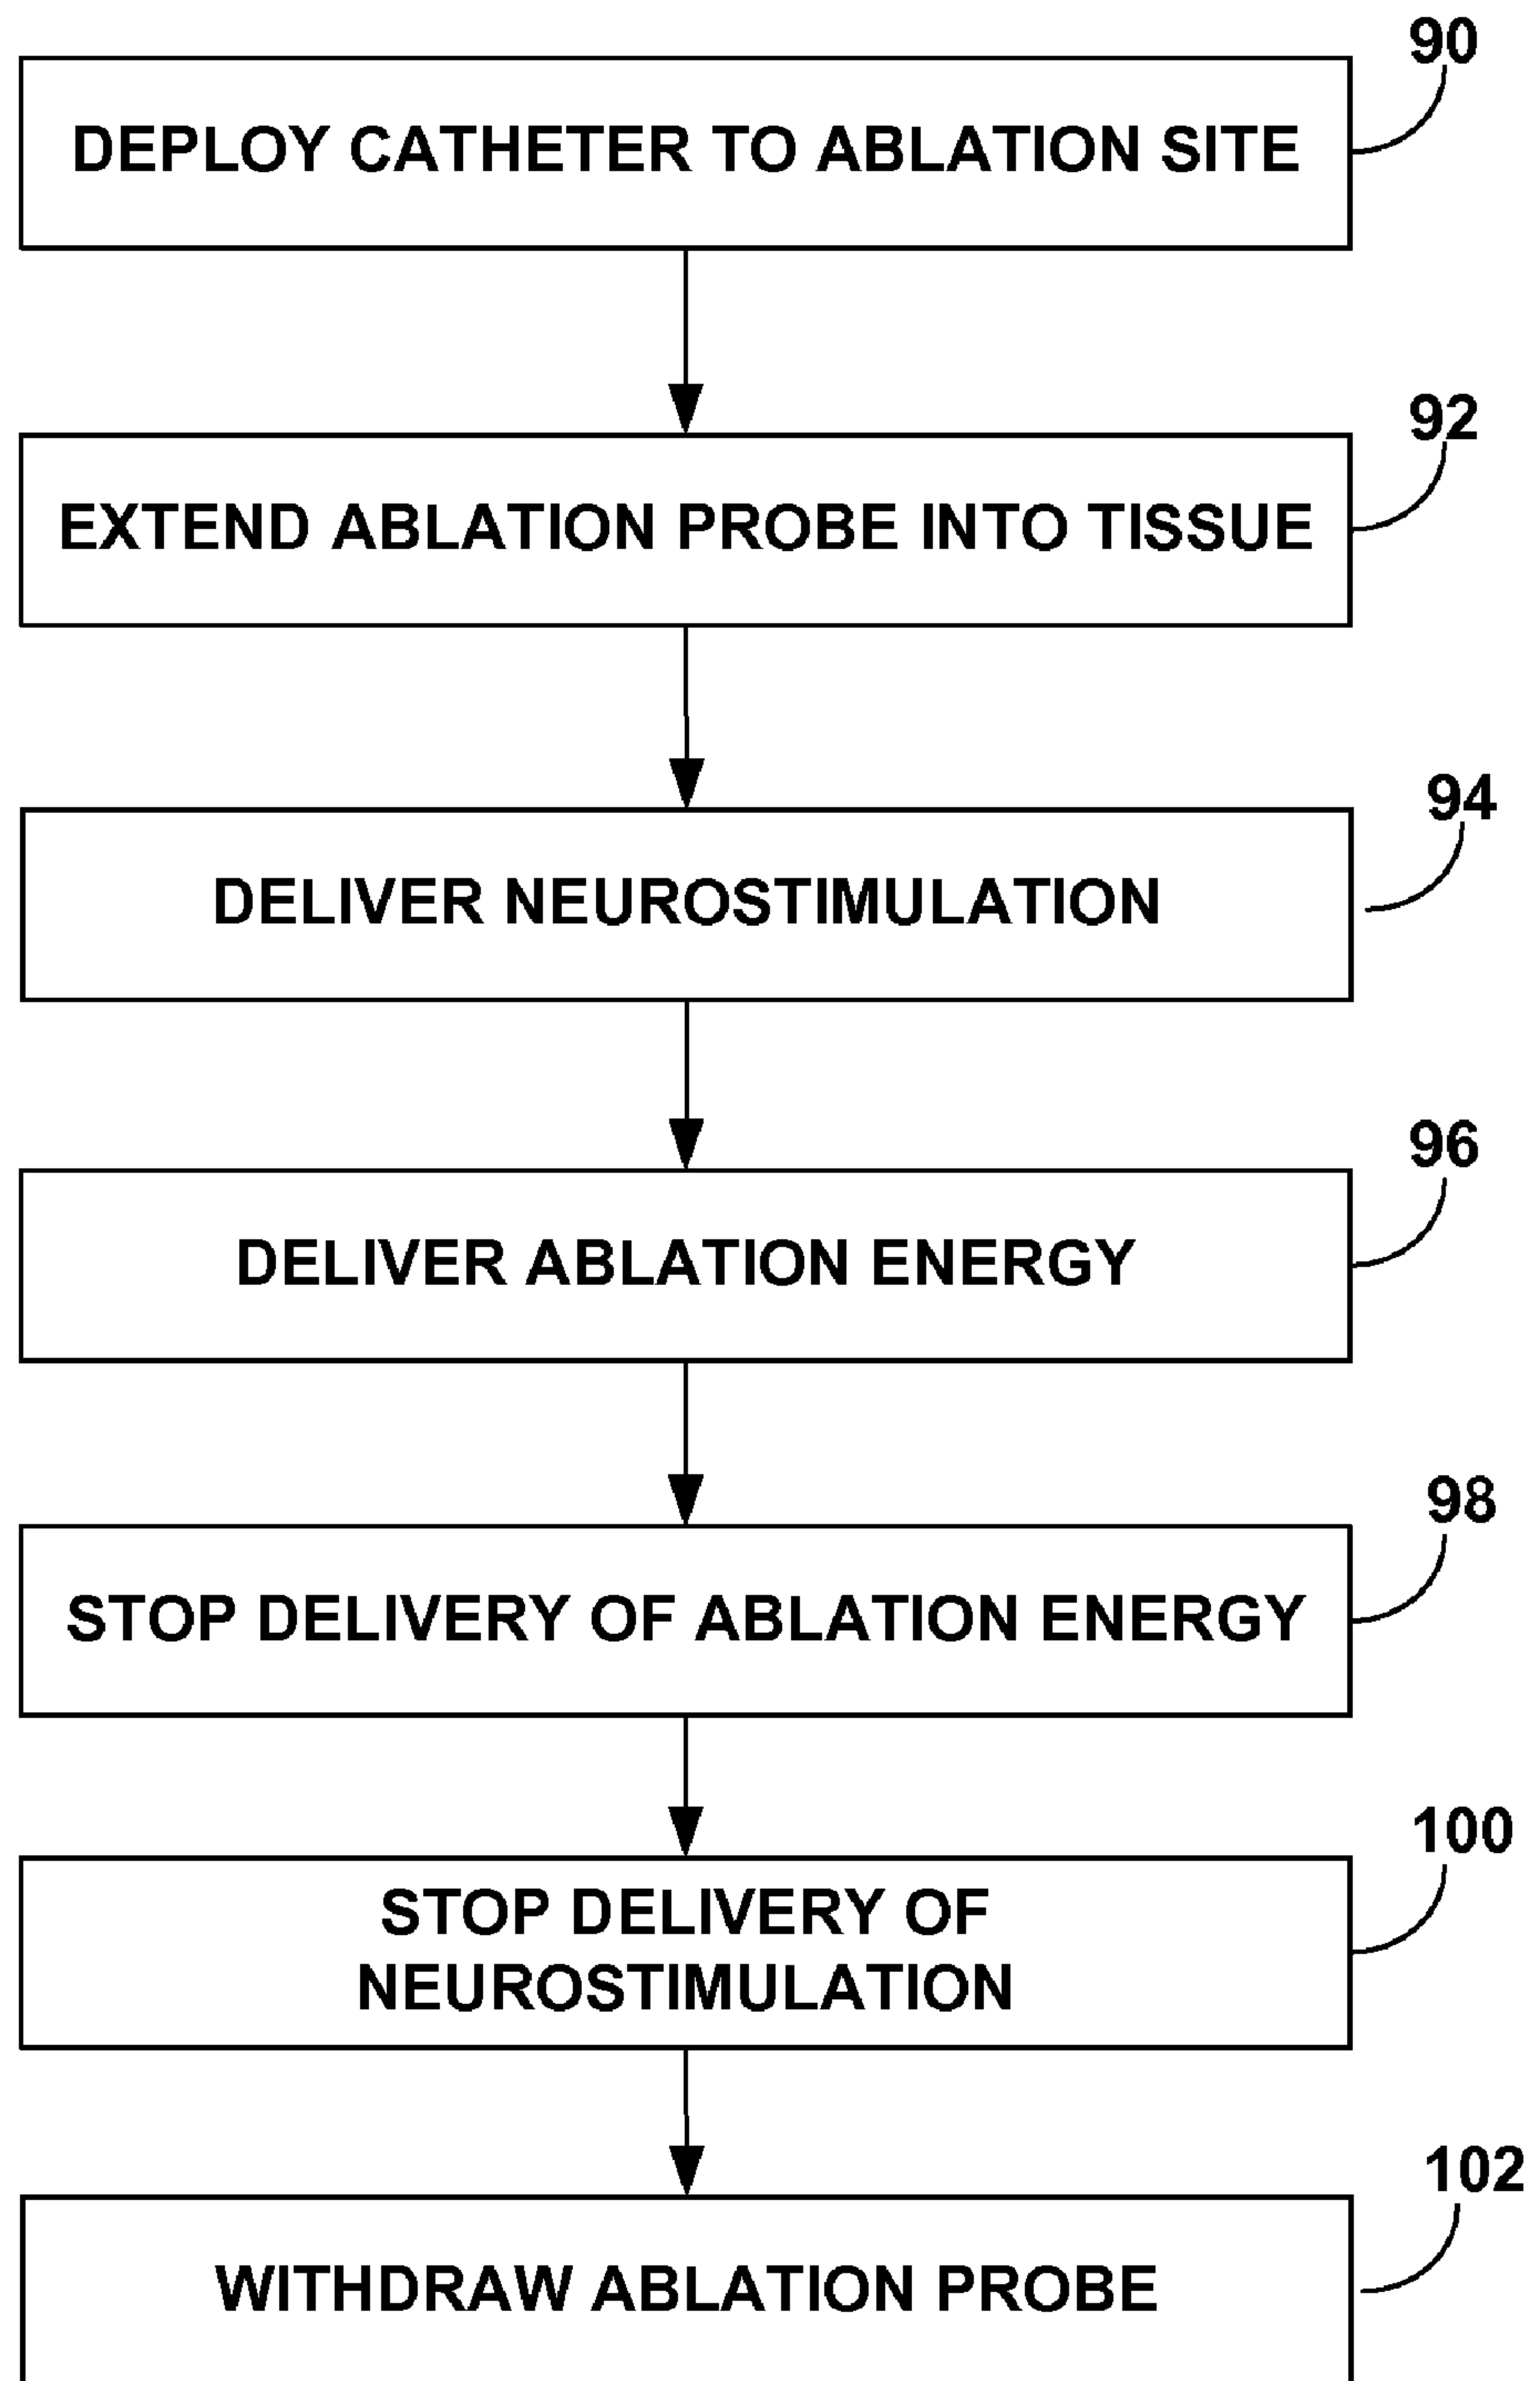 90
DEPLOY CATHETER TO ABLATION SITE
92
EXTEND ABLATION PROBE INTO TISSUE
94
DELIVER NEUROSTIMULATION
96
DELIVER ABLATION ENERGY
98
STOP DELIVERY OF ABLATION ENERGY
100
STOP DELIVERY OF
NEUROSTIMULATION
102
WITHDRAW ABLATION PROBE